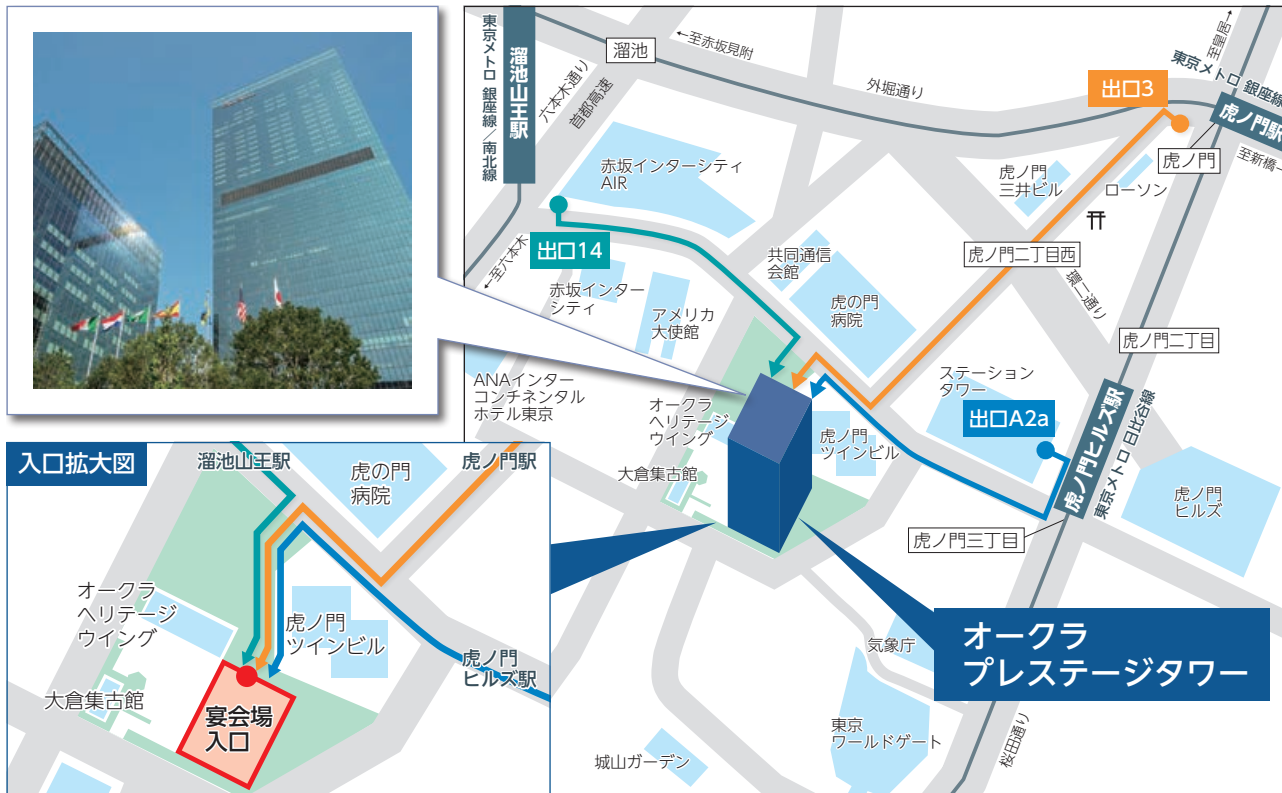 東京メトロ 銀座線／南北線
溜池山王駅
六本木通り
首都高速
溜池
←至赤坂見附
外堀通り
至皇居→
東京メトロ 銀座線
出口3
虎ノ門駅
虎ノ門
至新橋→
赤坂インターシティ
AIR
虎ノ門
三井ビル
ローソン
出口14
←至六本木
共同通信
会館
虎ノ門二丁目西
環二通り
赤坂インター
シティ
アメリカ
大使館
虎の門
病院
虎ノ門二丁目
ANAインター
コンチネンタル
ホテル東京
オークラ
ヘリテージ
ウイング
ステーション
タワー
出口A2a
虎ノ門ヒルズ駅
東京メトロ 日比谷線
虎ノ門
ツインビル
大倉集古館
虎ノ門
ヒルズ
虎ノ門三丁目
オークラ
プレステージタワー
気象庁
東京
ワールドゲート
桜田通り
城山ガーデン
入口拡大図
溜池山王駅
虎の門
病院
虎ノ門駅
オークラ
ヘリテージ
ウイング
虎ノ門
ツインビル
虎ノ門
ヒルズ駅
大倉集古館
宴会場
入口